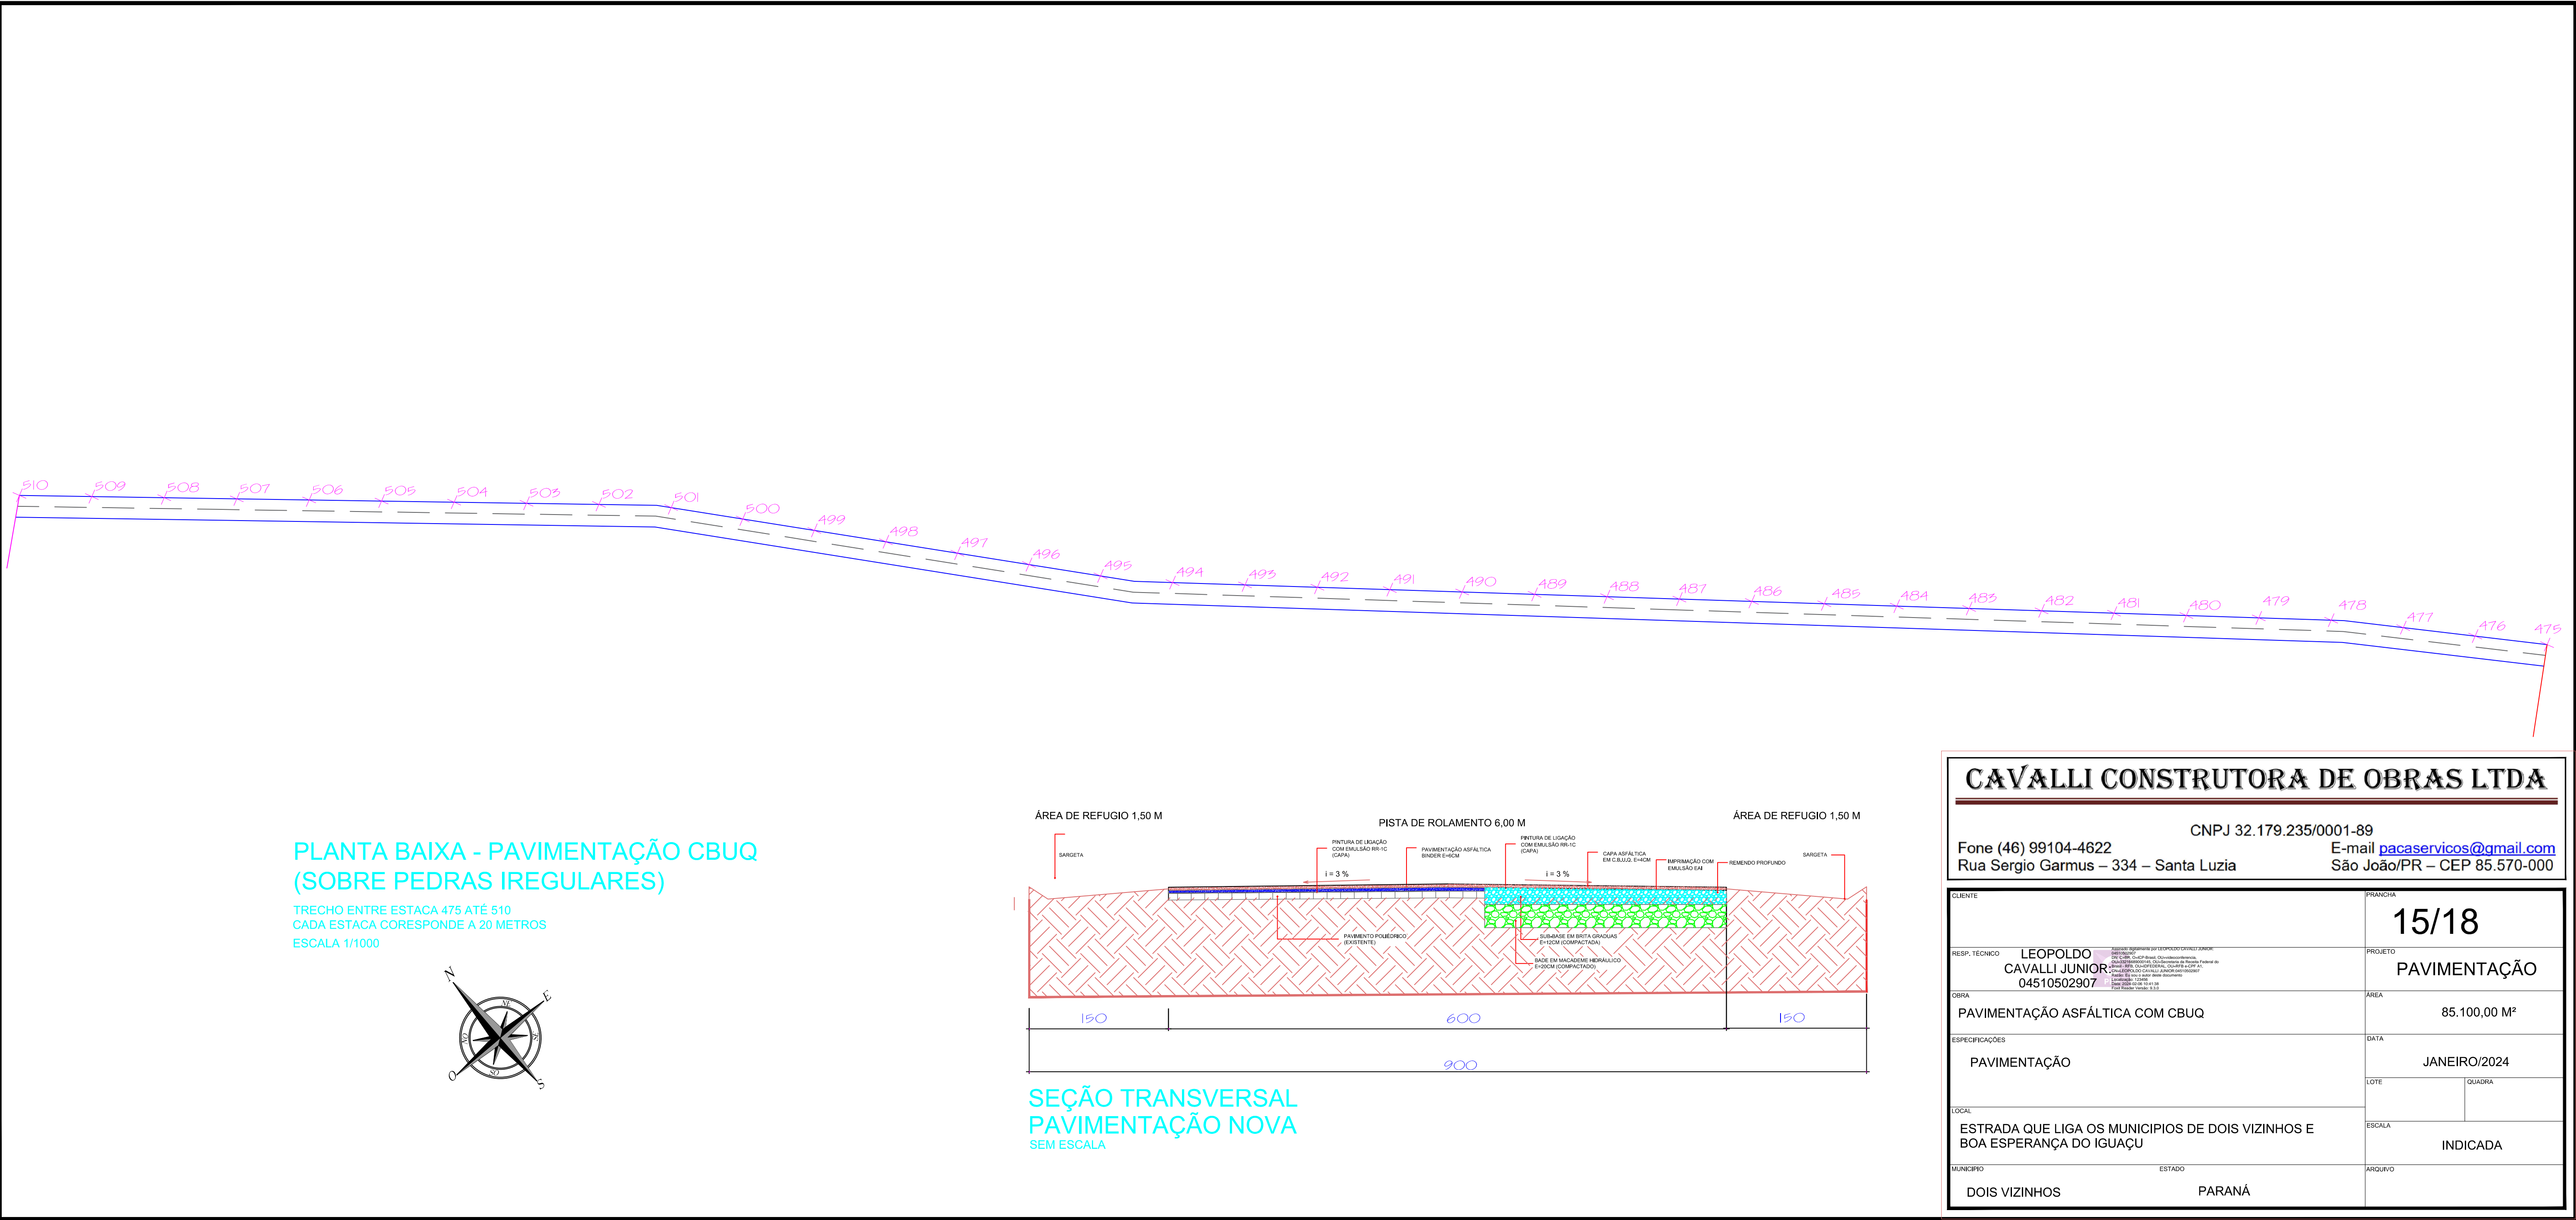 510
509
508
507
506
505
504
503
502
501
500
499
498
497
496
495
494
493
492
491
490
489
488
487
486
485
484
483
482
481
480
479
478
477
476
475
PLANTA BAIXA - PAVIMENTAÇÃO CBUQ
(SOBRE PEDRAS IREGULARES)
TRECHO ENTRE ESTACA 475 ATÉ 510
CADA ESTACA CORESPONDE A 20 METROS
ESCALA 1/1000
N
E
S
O
NE
SE
SO
NO
ÁREA DE REFUGIO 1,50 M
PISTA DE ROLAMENTO 6,00 M
ÁREA DE REFUGIO 1,50 M
SARGETA
PINTURA DE LIGAÇÃO
COM EMULSÃO RR-1C
(CAPA)
PAVIMENTAÇÃO ASFÁLTICA
BINDER E=6CM
PINTURA DE LIGAÇÃO
COM EMULSÃO RR-1C
(CAPA)
CAPA ASFÁLTICA
EM C.B.U.Q, E=4CM
IMPRIMAÇÃO COM
EMULSÃO EAI
REMENDO PROFUNDO
SARGETA
i = 3 %
i = 3 %
PAVIMENTO POLIÉDRICO
(EXISTENTE)
SUB-BASE EM BRITA GRADUAS
E=12CM (COMPACTADA)
BADE EM MACADEME HIDRÁULICO
E=20CM (COMPACTADO)
150
600
150
900
SEÇÃO TRANSVERSAL
PAVIMENTAÇÃO NOVA
SEM ESCALA
CAVALLI CONSTRUTORA DE OBRAS LTDA
CNPJ 32.179.235/0001-89
Fone (46) 99104-4622
E-mail pacaservicos@gmail.com
Rua Sergio Garmus – 334 – Santa Luzia
São João/PR – CEP 85.570-000
CLIENTE
PRANCHA
15/18
RESP. TÉCNICO
LEOPOLDO
CAVALLI JUNIOR:
04510502907
PROJETO
PAVIMENTAÇÃO
OBRA
PAVIMENTAÇÃO ASFÁLTICA COM CBUQ
ÁREA
85.100,00 M²
ESPECIFICAÇÕES
PAVIMENTAÇÃO
DATA
JANEIRO/2024
LOTE
QUADRA
LOCAL
ESTRADA QUE LIGA OS MUNICIPIOS DE DOIS VIZINHOS E
BOA ESPERANÇA DO IGUAÇU
ESCALA
INDICADA
MUNICIPIO
DOIS VIZINHOS
ESTADO
PARANÁ
ARQUIVO